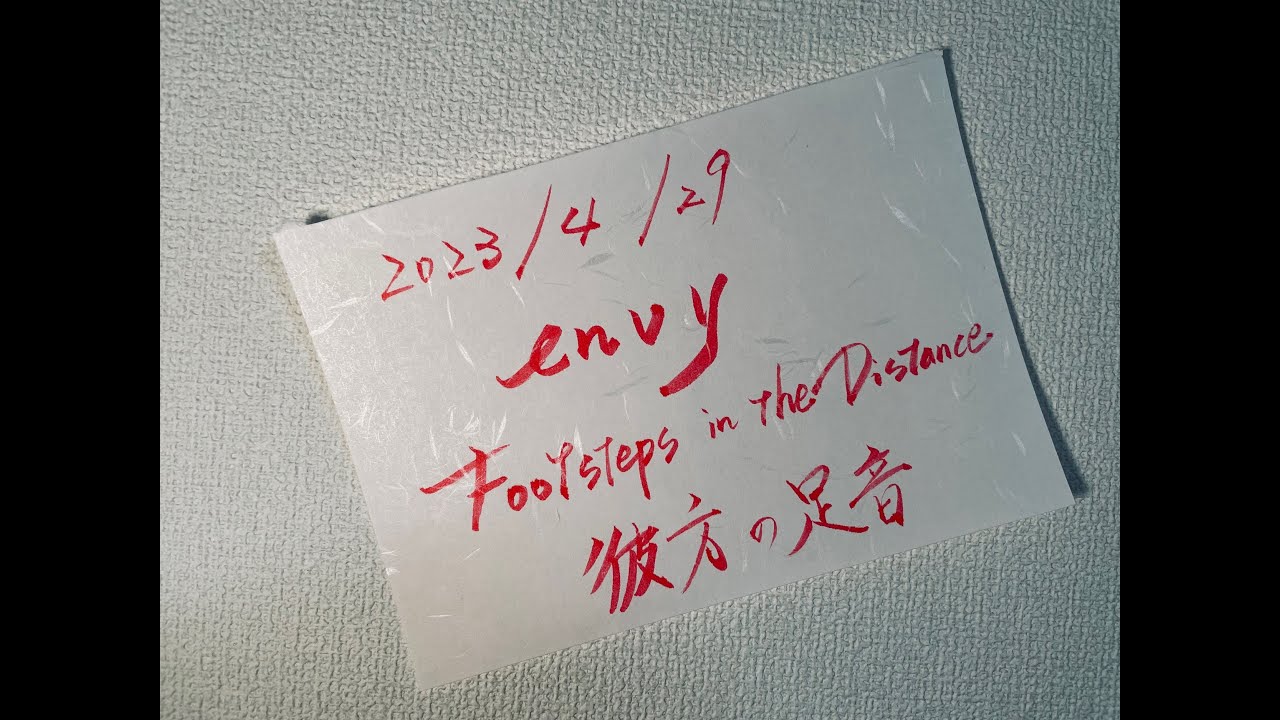 2023/4/29
envy
Footsteps in the Distance
彼方の足音